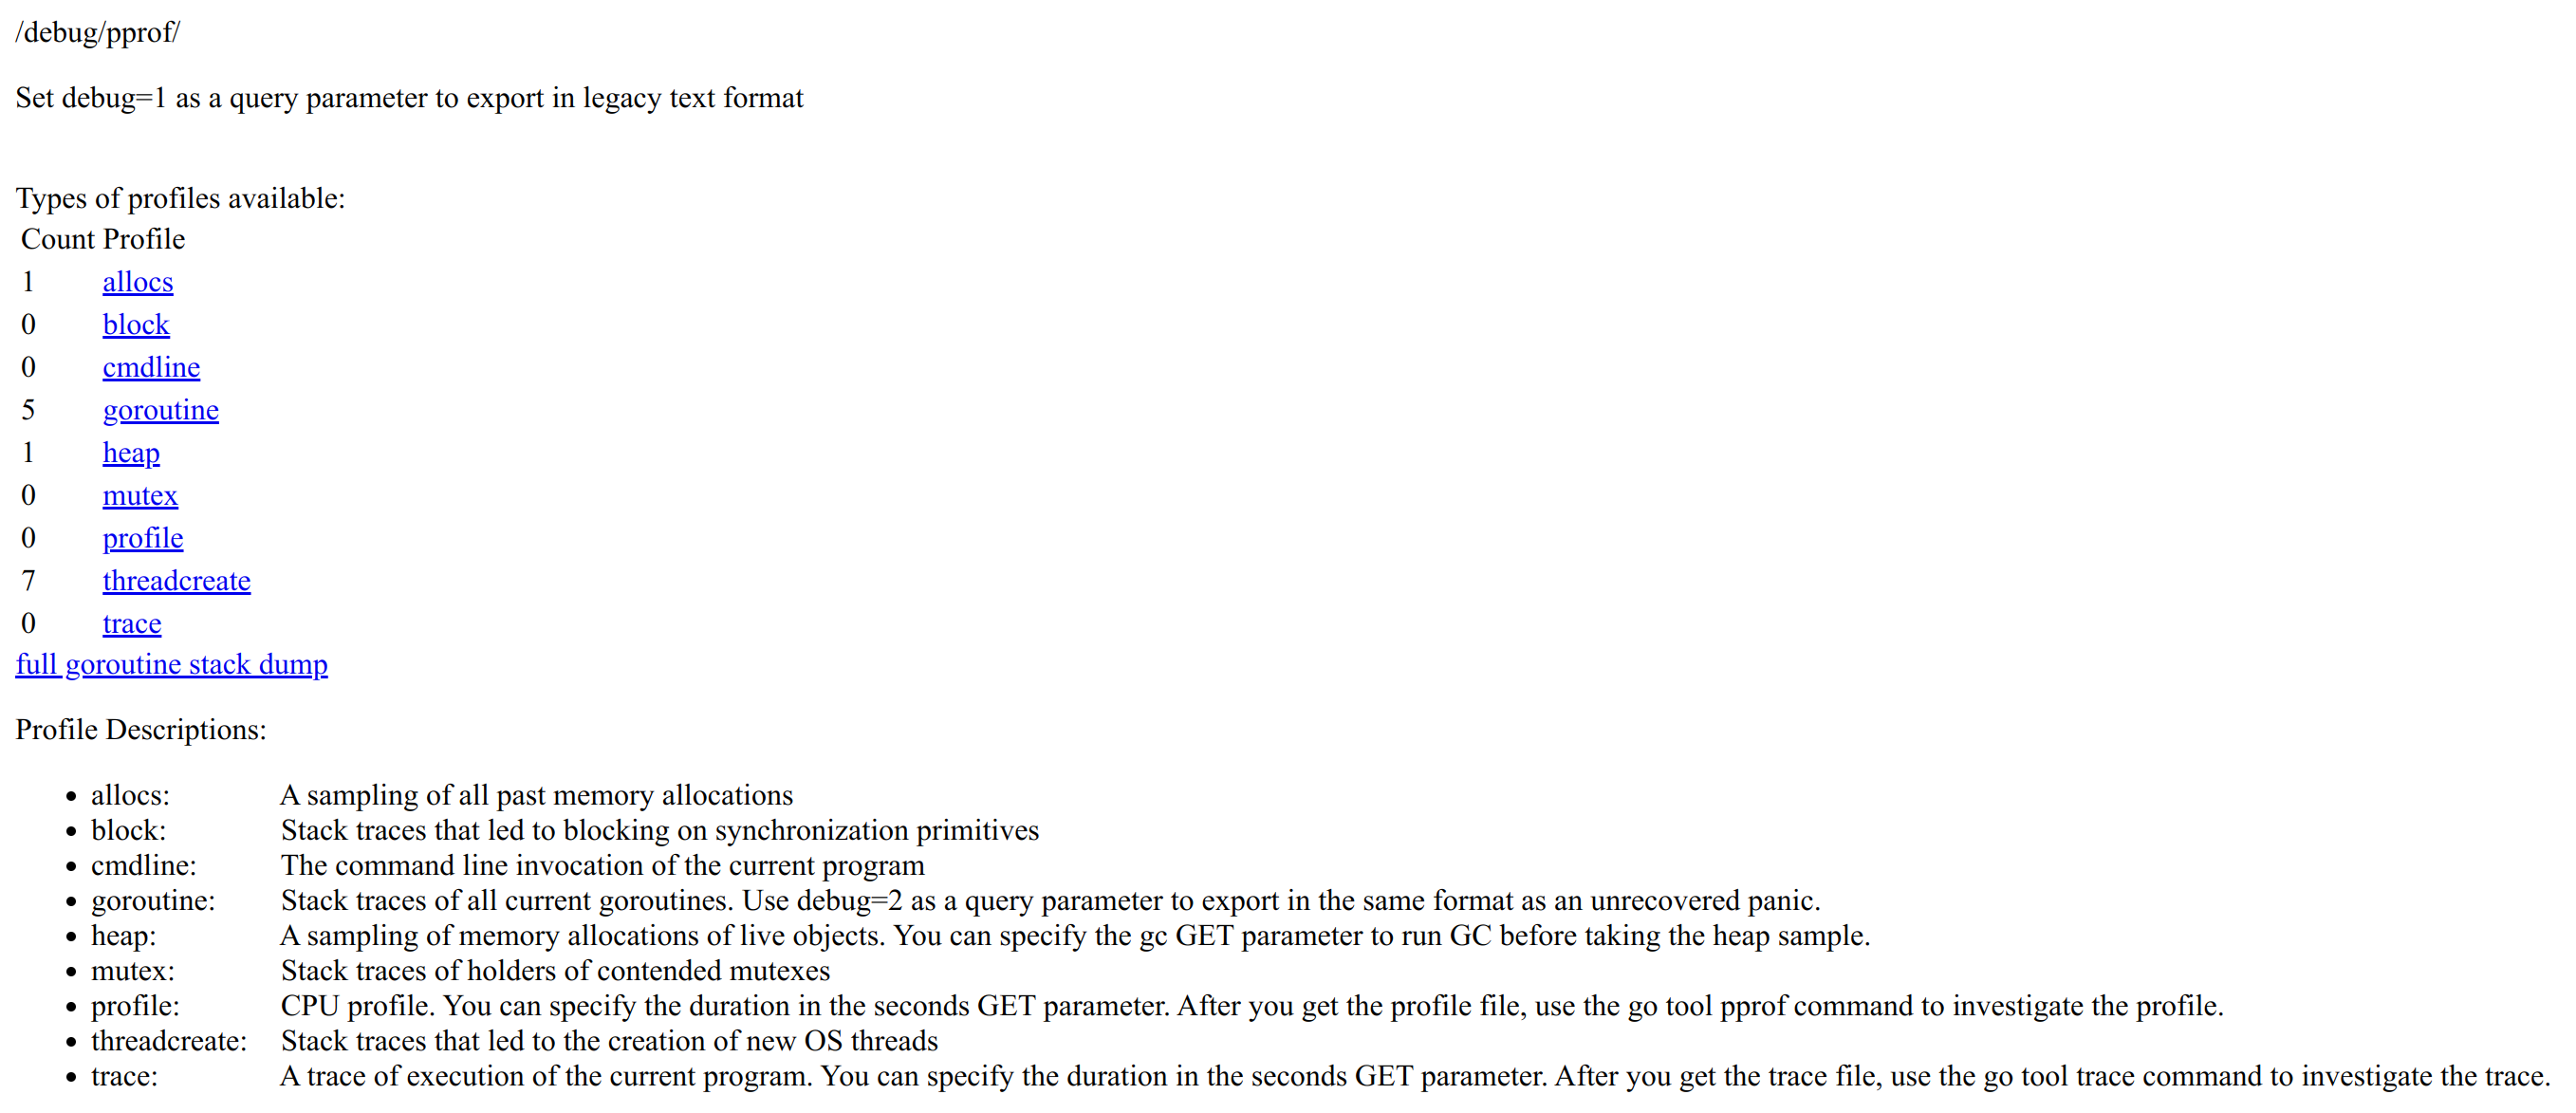 /debug/pprof/
Set debug=1 as a query parameter to export in legacy text format
Types of profiles available:
Count Profile
1 allocs
0 block
0 cmdline
5 goroutine
1 heap
0 mutex
0 profile
7 threadcreate
0 trace
full goroutine stack dump
Profile Descriptions:
• allocs: A sampling of all past memory allocations
• block: Stack traces that led to blocking on synchronization primitives
• cmdline: The command line invocation of the current program
• goroutine: Stack traces of all current goroutines. Use debug=2 as a query parameter to export in the same format as an unrecovered panic.
• heap: A sampling of memory allocations of live objects. You can specify the gc GET parameter to run GC before taking the heap sample.
• mutex: Stack traces of holders of contended mutexes
• profile: CPU profile. You can specify the duration in the seconds GET parameter. After you get the profile file, use the go tool pprof command to investigate the profile.
• threadcreate: Stack traces that led to the creation of new OS threads
• trace: A trace of execution of the current program. You can specify the duration in the seconds GET parameter. After you get the trace file, use the go tool trace command to investigate the trace.